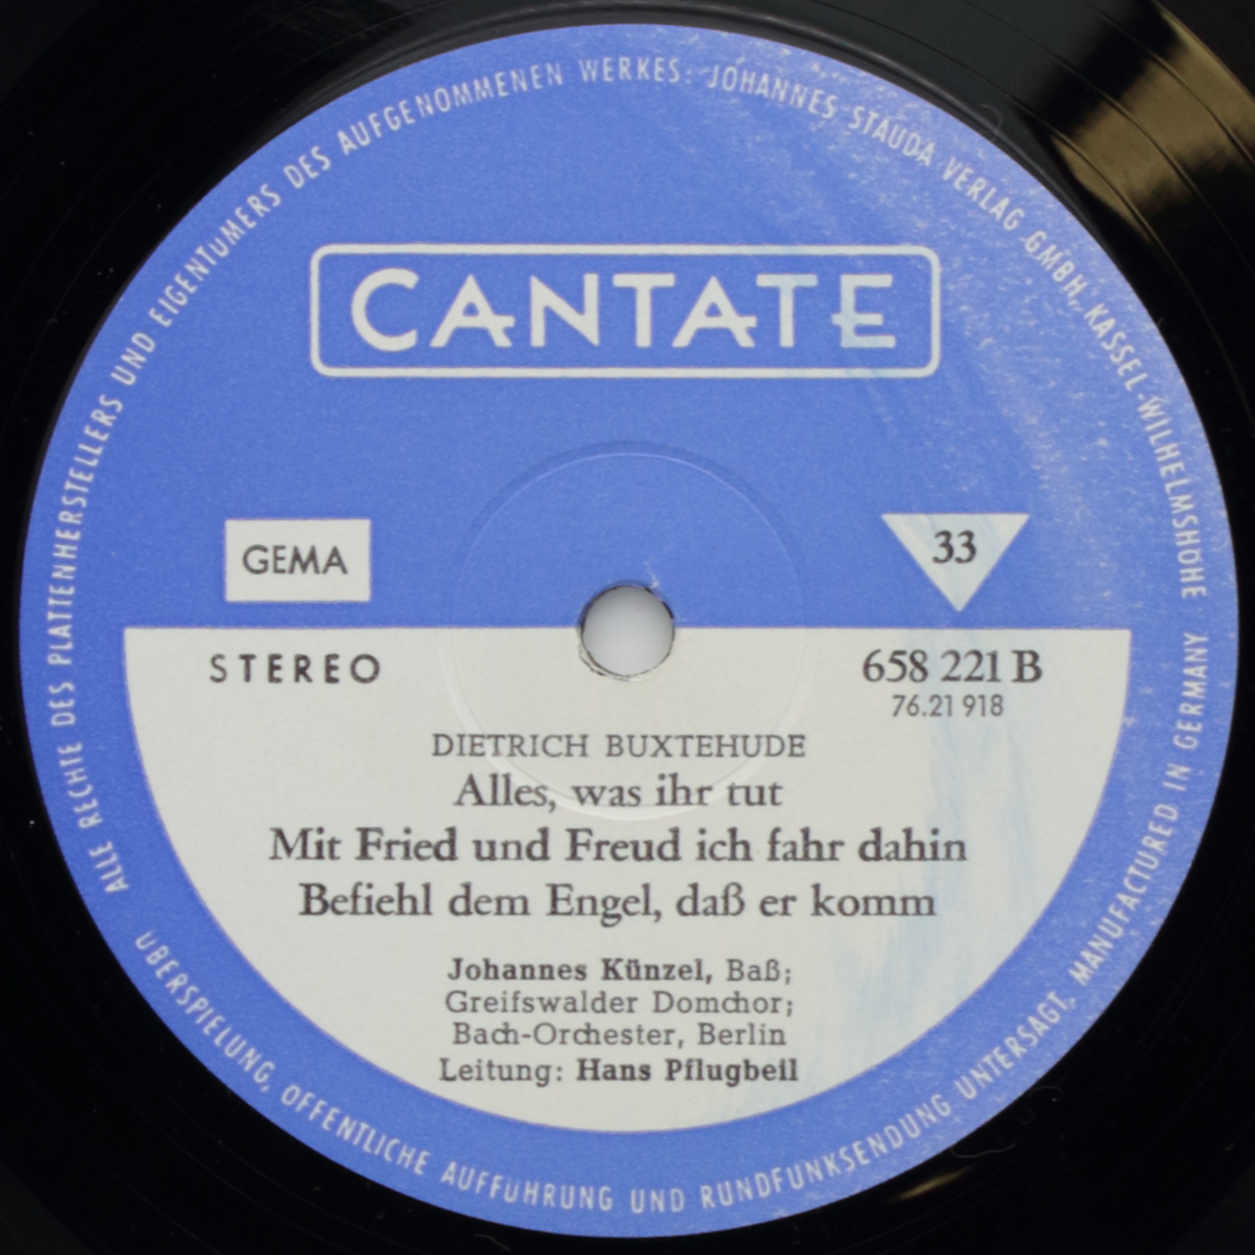 ALLE RECHTE DES PLATTENHERSTELLERS UND EIGENTÜMERS DES AUFGENOMMENEN WERKES: JOHANNES STAUDA VERLAG GMBH, KASSEL-WILHELMSHÖHE
CANTATE
GEMA
33
STEREO
658 221 B
76.21 918
DIETRICH BUXTEHUDE
Alles, was ihr tut
Mit Fried und Freud ich fahr dahin
Befiehl dem Engel, daß er komm
Johannes Künzel, Baß;
Greifswalder Domchor;
Bach-Orchester, Berlin
Leitung: Hans Pflugbeil
ÜBERSPIELUNG, ÖFFENTLICHE AUFFÜHRUNG UND RUNDFUNKSENDUNG UNTERSAGT, MANUFACTURED IN GERMANY